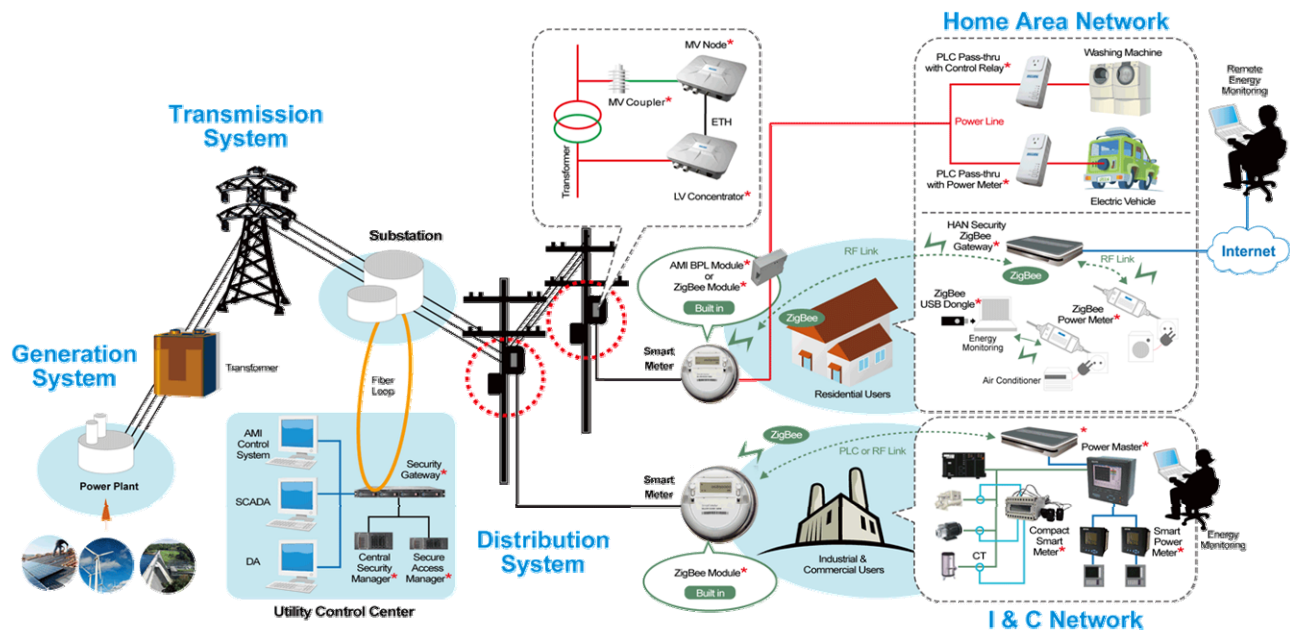 Home Area Network
MV Node*
PLC Pass-thru
with Control Relay*
Washing Machine
Remote
Energy
Monitoring
Transmission
System
MV Coupler*
ETH
Power Line
Transformer
PLC Pass-thru
with Power Meter*
LV Concentrator*
Electric Vehicle
Substation
HAN Security
ZigBee
Gateway*
RF Link
Internet
AMI BPL Module*
or
ZigBee Module*
Built in
ZigBee
RF Link
ZigBee
ZigBee
USB Dongle*
ZigBee
Power Meter*
Energy
Monitoring
Air Conditioner
Generation
System
Transformer
Smart
Meter
Fiber
Loop
Residential Users
AMI
Control
System
Security
Gateway*
ZigBee
PLC or RF Link
*
Power Master*
Power Plant
SCADA
Smart
Meter
Compact
Smart
Meter*
Smart
Power
Meter*
Energy
Monitoring
Distribution
System
CT
DA
Central
Security
Manager*
Secure
Access
Manager*
Industrial &
Commercial Users
ZigBee Module*
Built in
Utility Control Center
I & C Network